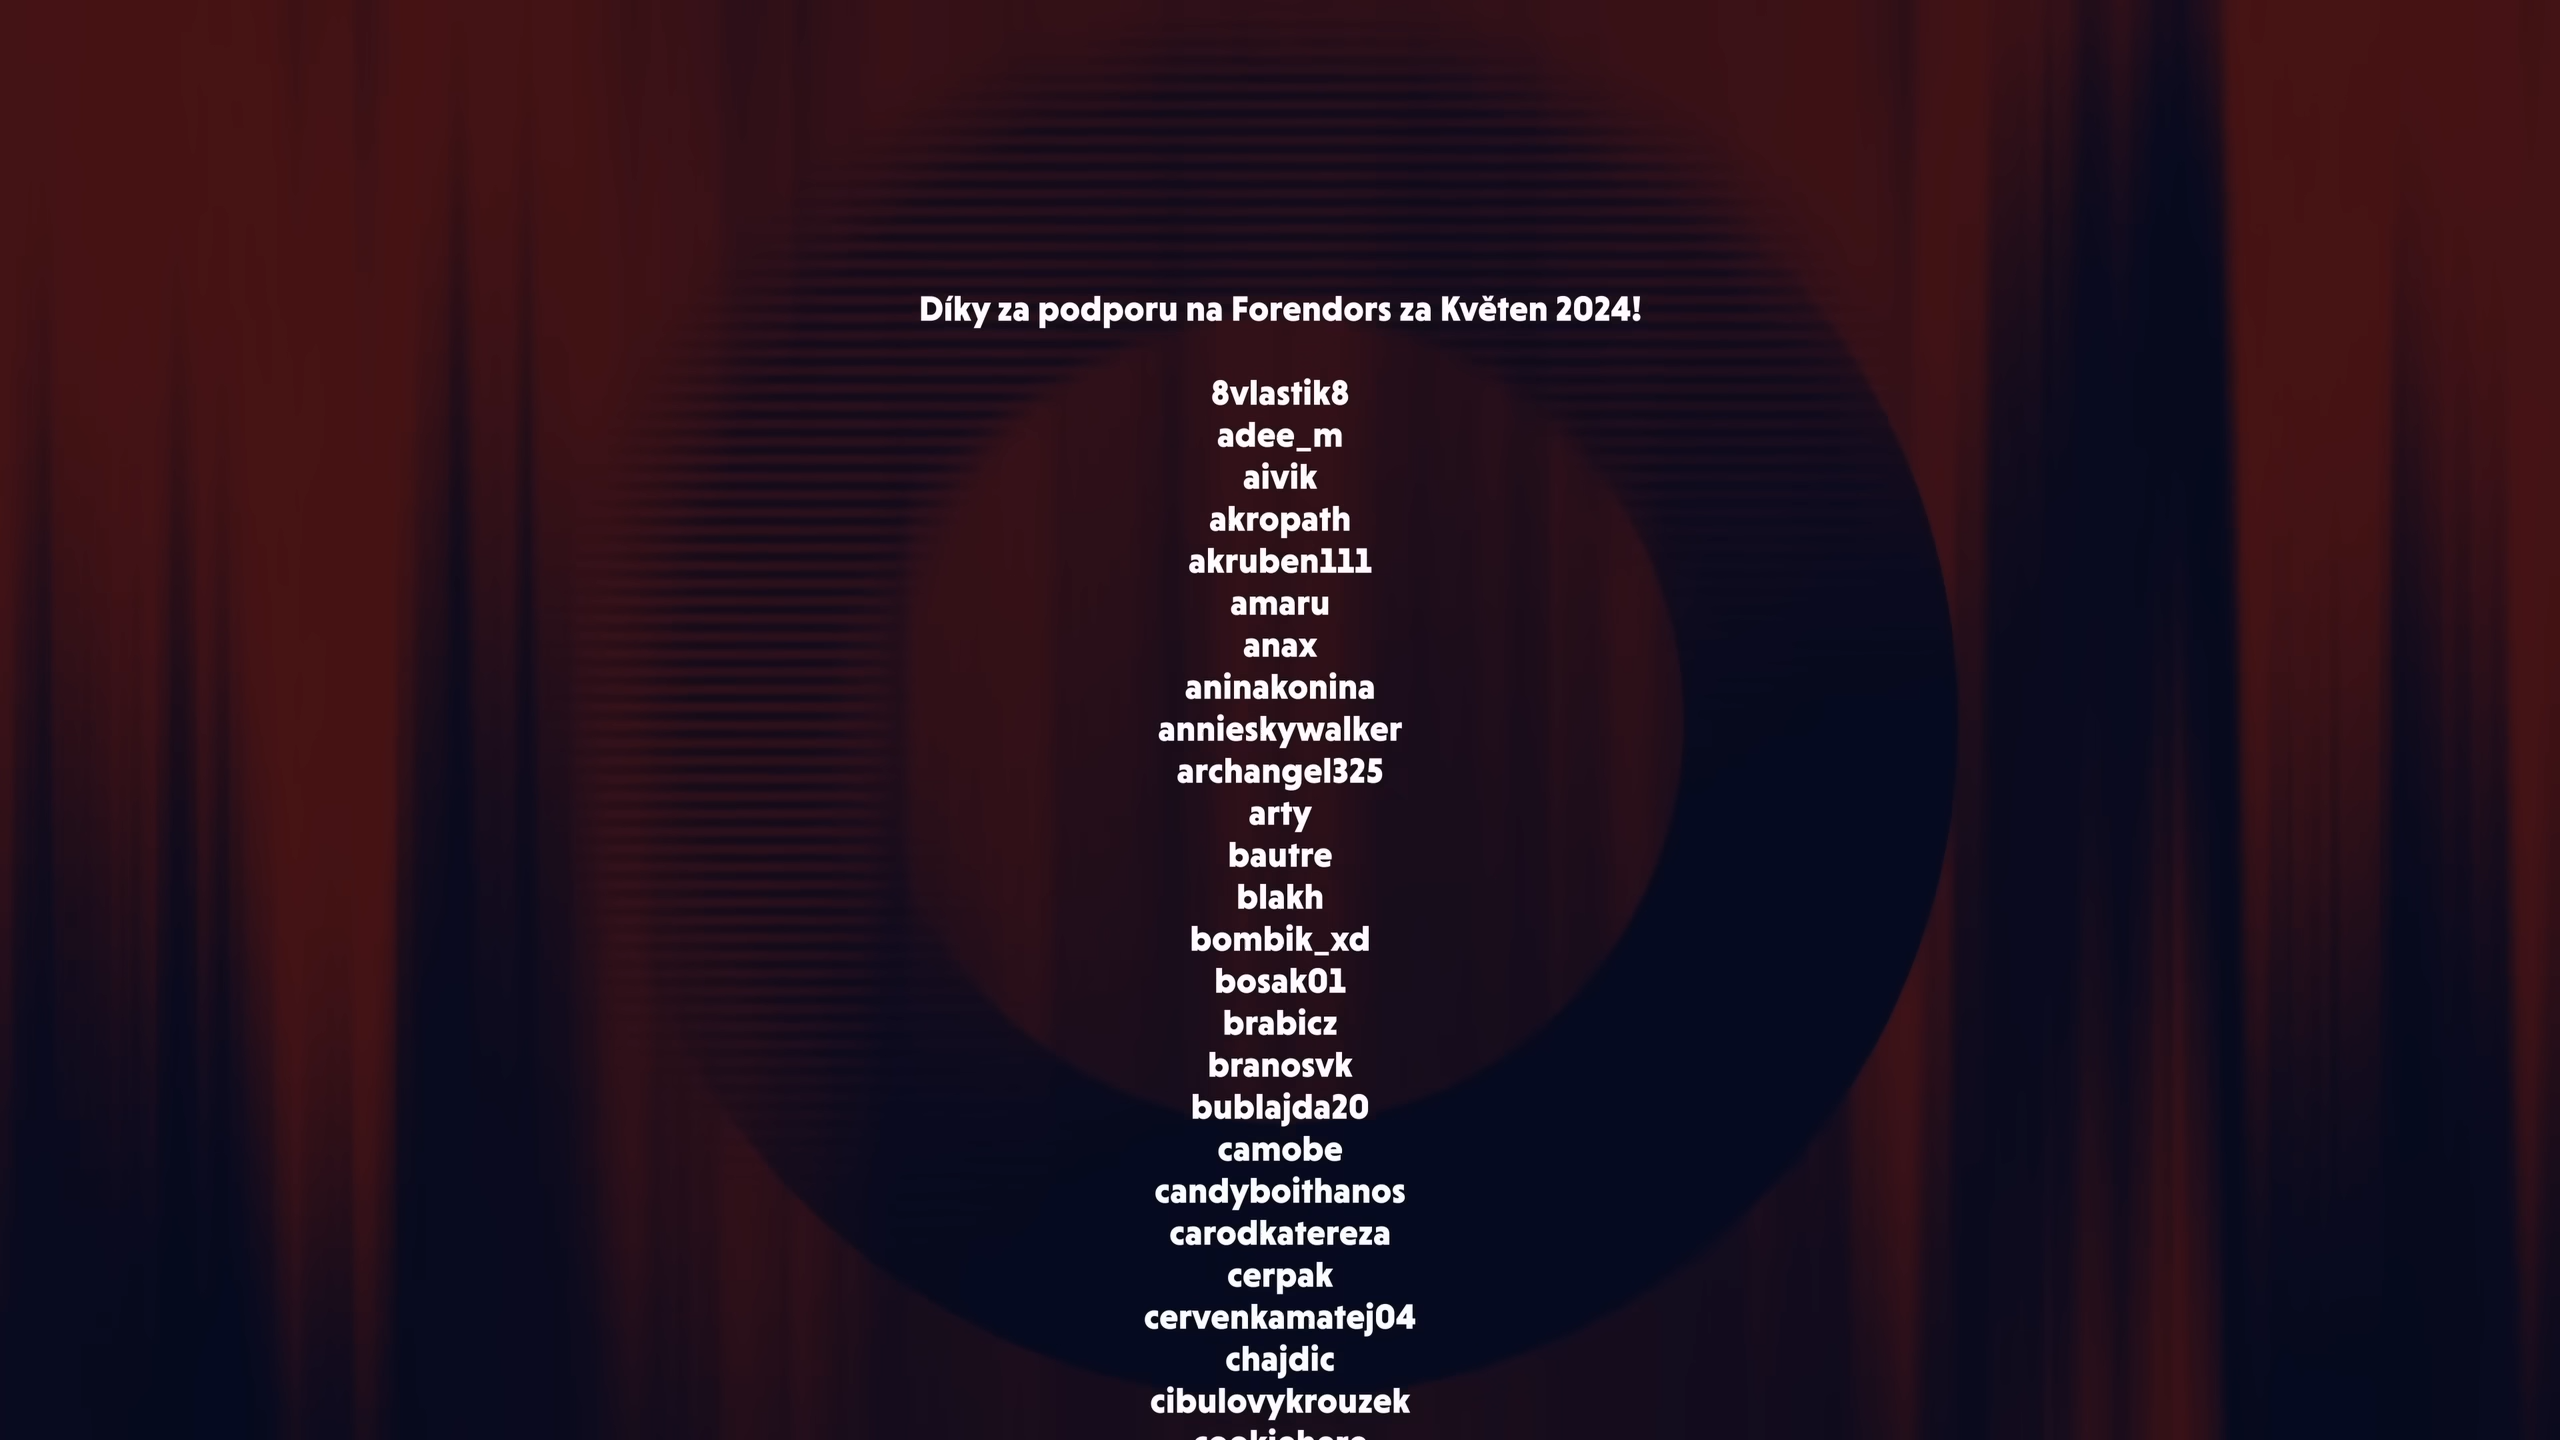 Díky za podporu na Forendors za Květen 2024!
8vlastik8
adee_m
aivik
akropath
akruben111
amaru
anax
aninakonina
annieskywalker
archangel325
arty
bautre
blakh
bombik_xd
bosak01
brabicz
branosvk
bublajda20
camobe
candyboithanos
carodkatereza
cerpak
cervenkamatej04
chajdic
cibulovykrouzek